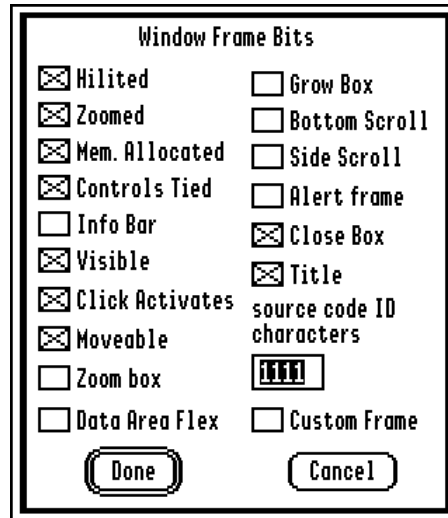 Window Frame Bits
Hilited
Zoomed
Mem. Allocated
Controls Tied
Info Bar
Visible
Click Activates
Moveable
Zoom box
Data Area Flex
Grow Box
Bottom Scroll
Side Scroll
Alert frame
Close Box
Title
source code ID
characters
1111
Custom Frame
Done
Cancel